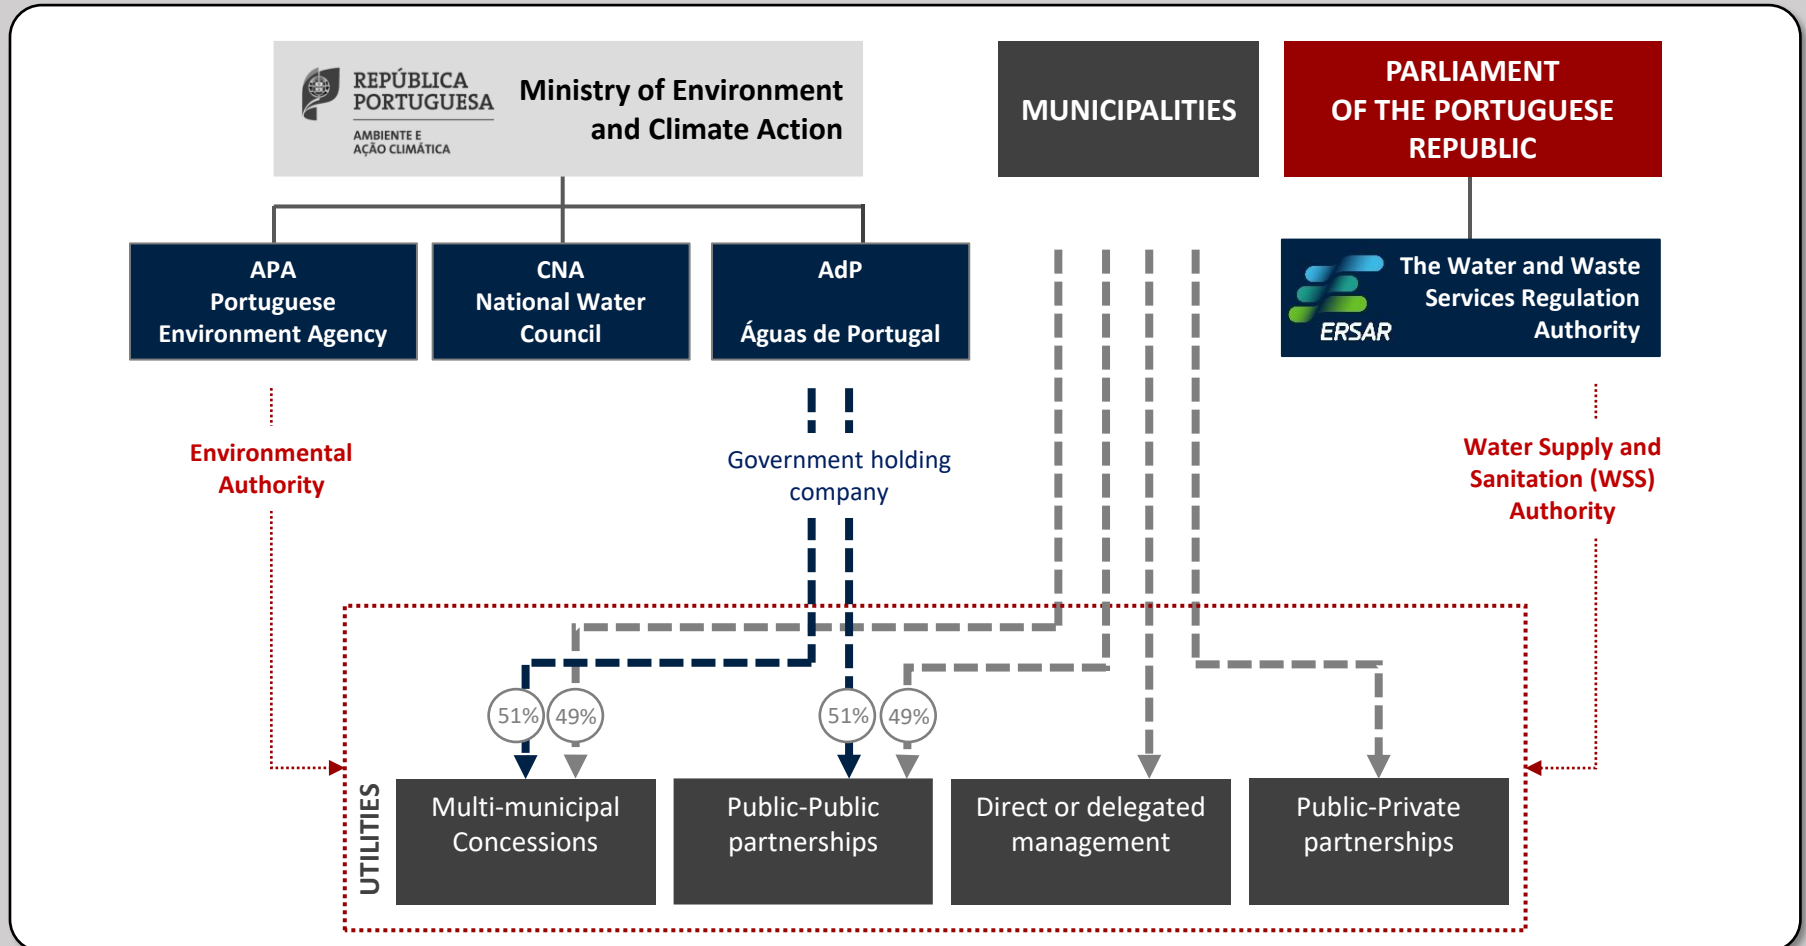 REPÚBLICA
PORTUGUESA
AMBIENTE E
AÇÃO CLIMÁTICA
Ministry of Environment
and Climate Action
MUNICIPALITIES
PARLIAMENT
OF THE PORTUGUESE
REPUBLIC
APA
Portuguese
Environment Agency
CNA
National Water
Council
AdP
Águas de Portugal
ERSAR
The Water and Waste
Services Regulation
Authority
Environmental
Authority
Government holding
company
Water Supply and
Sanitation (WSS)
Authority
51%
49%
51%
49%
UTILITIES
Multi-municipal
Concessions
Public-Public
partnerships
Direct or delegated
management
Public-Private
partnerships